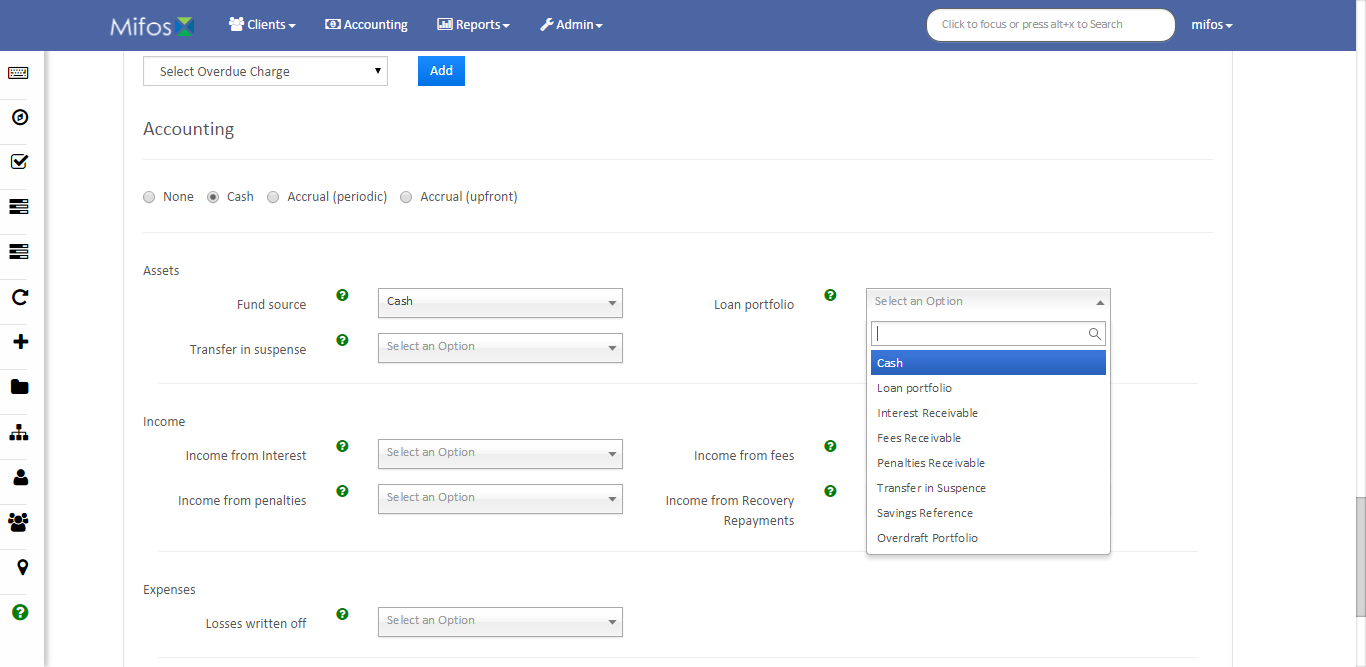 Mifos Clients Accounting Reports Admin Click to focus or press alt+x to Search mifos
Select Overdue Charge Add
Accounting
None Cash Accrual (periodic) Accrual (upfront)
Assets
Fund source Cash Loan portfolio Select an Option
Transfer in suspense Select an Option
Cash
Loan portfolio
Interest Receivable
Fees Receivable
Penalties Receivable
Transfer in Suspence
Savings Reference
Overdraft Portfolio
Income
Income from Interest Select an Option Income from fees
Income from penalties Select an Option Income from Recovery
Repayments
Expenses
Losses written off Select an Option